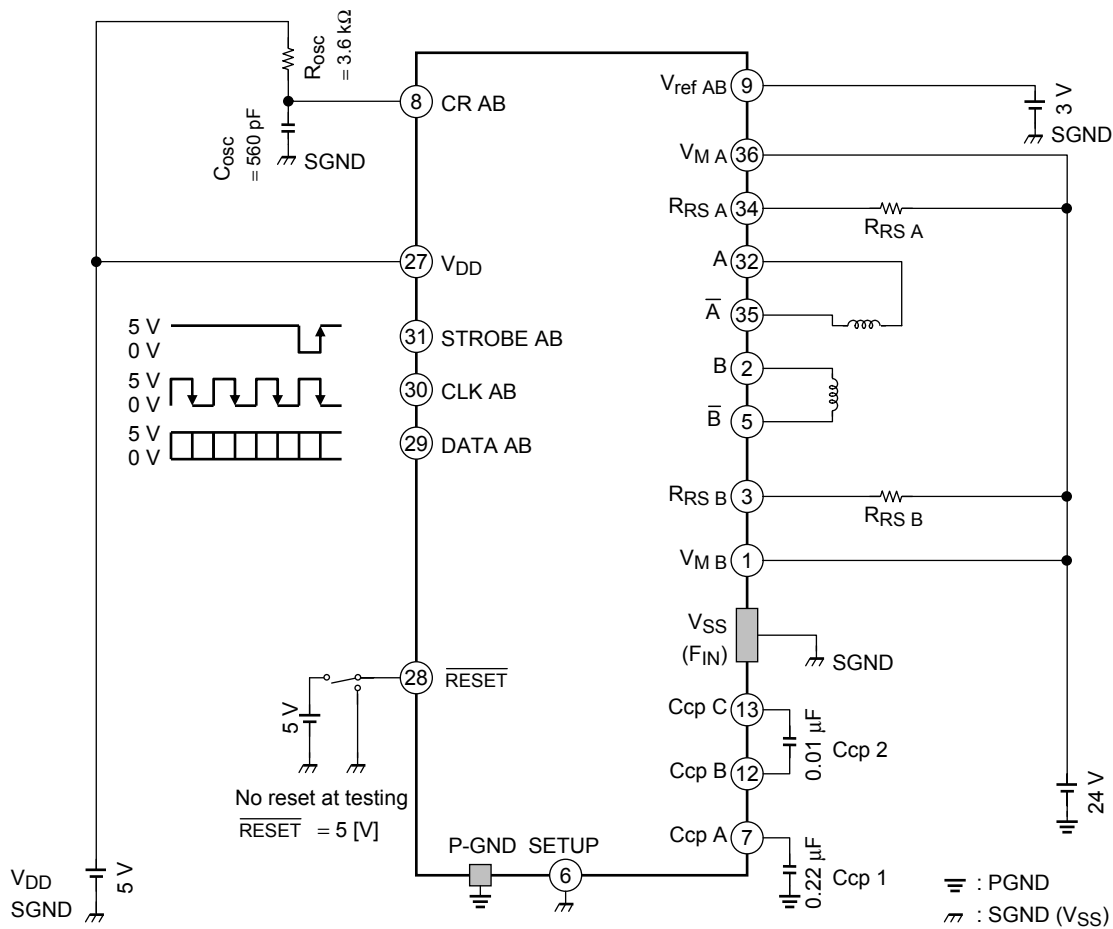 Rosc
= 3.6 kΩ
Cosc
= 560 pF
SGND
8 CR AB
27 VDD
5 V
0 V
31 STROBE AB
5 V
0 V
30 CLK AB
5 V
0 V
29 DATA AB
28 RESET
5 V
No reset at testing
RESET = 5 [V]
VDD
SGND
5 V
P-GND
SETUP
6
Vref AB 9
3 V
SGND
VM A 36
RRS A 34
RRS A
A 32
A 35
B 2
B 5
RRS B 3
RRS B
VM B 1
VSS
(FIN)
SGND
Ccp C 13
0.01 μF
Ccp 2
Ccp B 12
Ccp A 7
0.22 μF
Ccp 1
24 V
: PGND
: SGND (VSS)